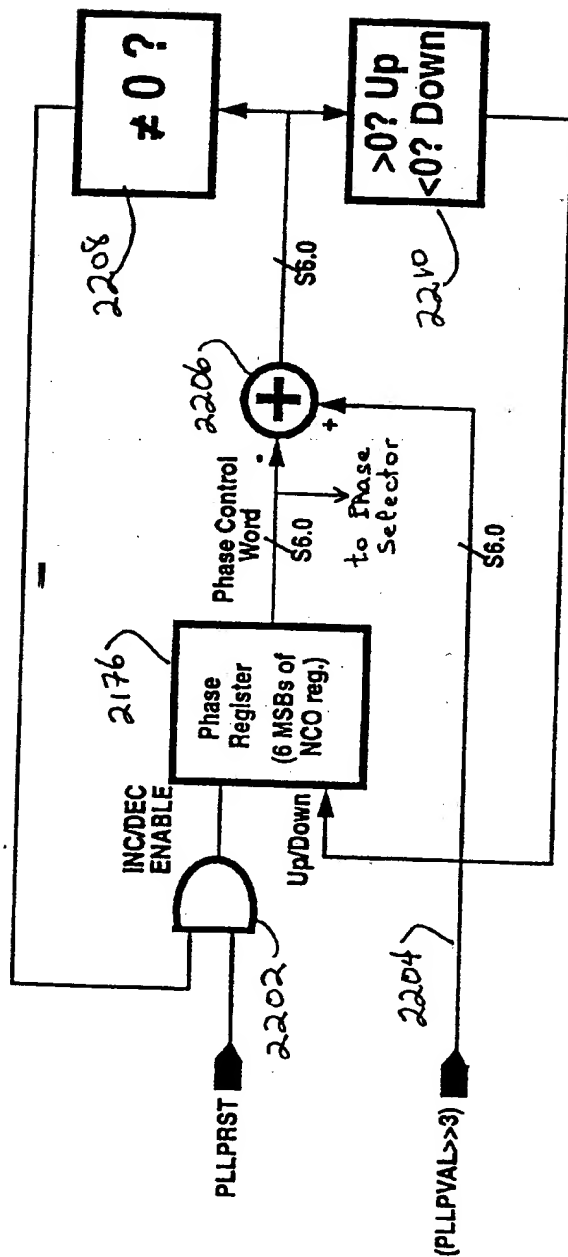 ≠ 0 ?
2208
>0? Up
<0? Down
2210
S6.0
2206
+
-
+
Phase Control
Word
S6.0
to Phase
Selector
S6.0
2176
Phase
Register
(6 MSBs of
NCO reg.)
INC/DEC
ENABLE
Up/Down
2202
2204
PLLPRST
(PLLPVAL>>3)